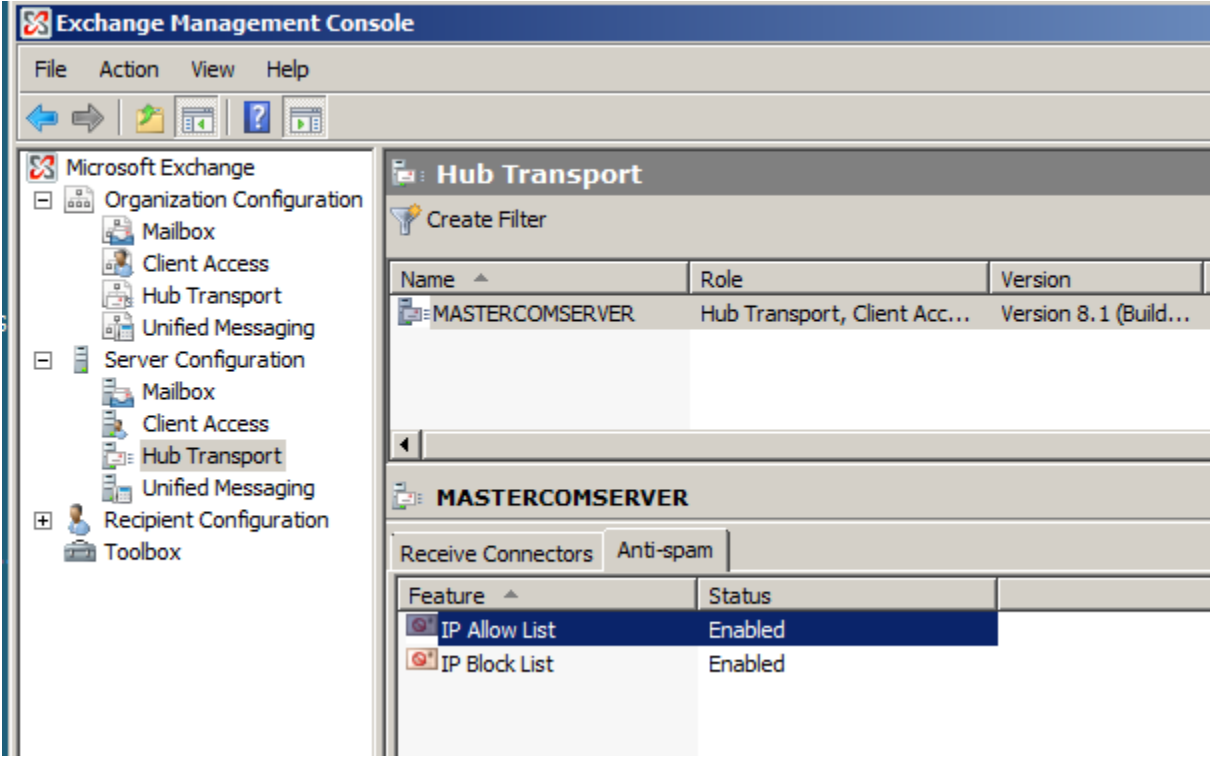 Exchange Management Console
File Action View Help
Microsoft Exchange
Organization Configuration
Mailbox
Client Access
Hub Transport
Unified Messaging
Server Configuration
Mailbox
Client Access
Hub Transport
Unified Messaging
Recipient Configuration
Toolbox
Hub Transport
Create Filter
Name Role Version
MASTERCOMSERVER Hub Transport, Client Acc... Version 8.1 (Build...
MASTERCOMSERVER
Receive Connectors Anti-spam
Feature Status
IP Allow List Enabled
IP Block List Enabled